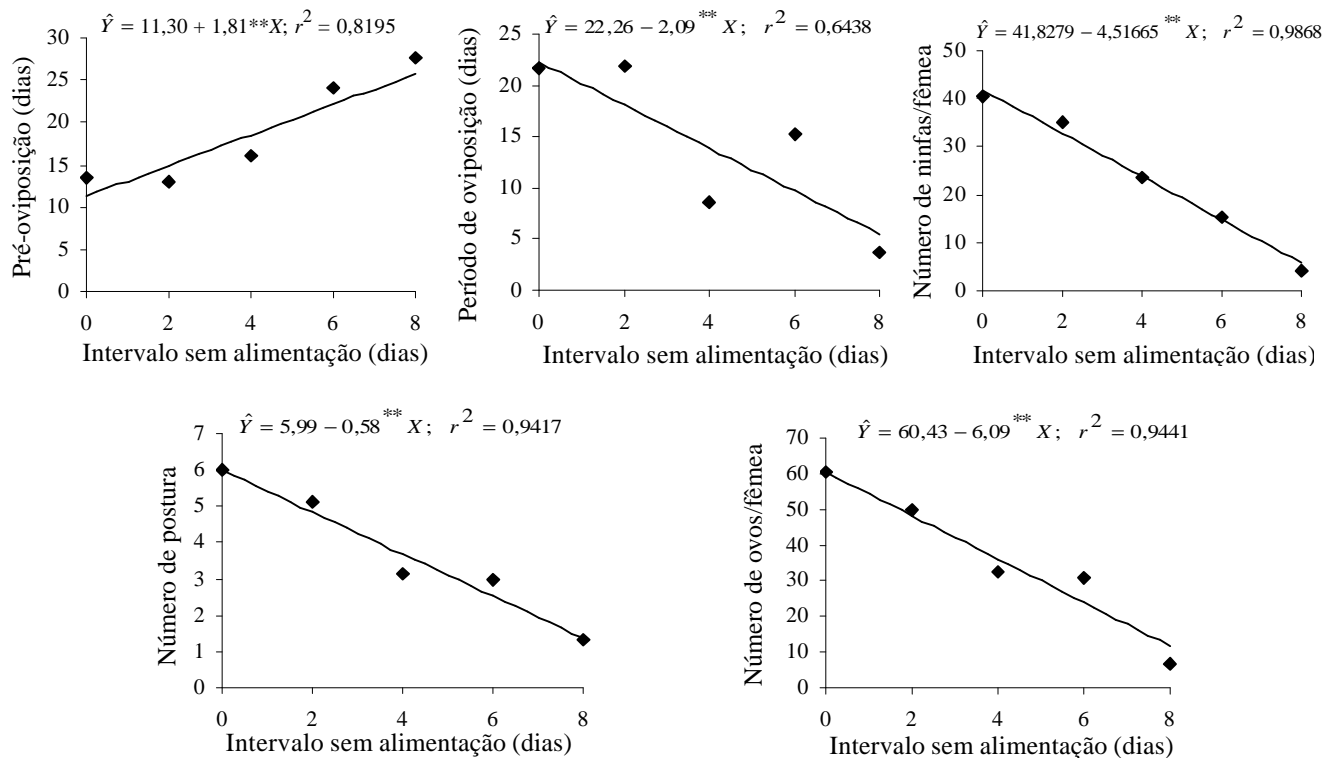 Ŷ = 11,30 + 1,81**X; r² = 0,8195
Pré-oviposição (dias)
30
25
20
15
10
5
0
0 2 4 6 8
Intervalo sem alimentação (dias)
Ŷ = 22,26 − 2,09 ** X; r² = 0,6438
Período de oviposição (dias)
25
20
15
10
5
0
0 2 4 6 8
Intervalo sem alimentação (dias)
Ŷ = 41,8279 − 4,51665 ** X; r² = 0,9868
Número de ninfas/fêmea
50
40
30
20
10
0
0 2 4 6 8
Intervalo sem alimentação (dias)
Ŷ = 5,99 − 0,58 ** X; r² = 0,9417
Número de postura
7
6
5
4
3
2
1
0
0 2 4 6 8
Intervalo sem alimentação (dias)
Ŷ = 60,43 − 6,09 ** X; r² = 0,9441
Número de ovos/fêmea
70
60
50
40
30
20
10
0
0 2 4 6 8
Intervalo sem alimentação (dias)